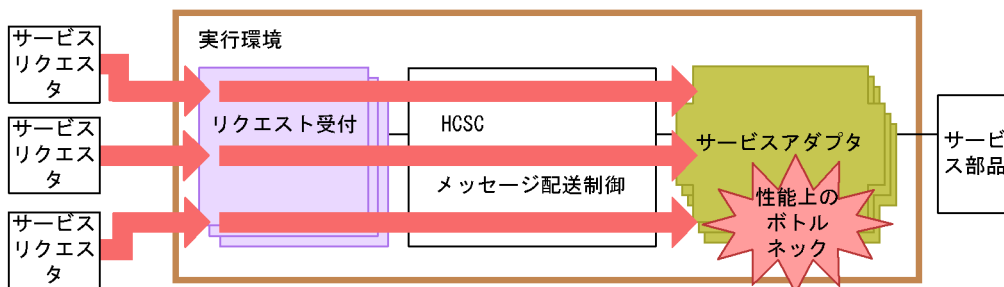 サービス
リクエス
タ
サービス
リクエス
タ
サービス
リクエス
タ
実行環境
リクエスト受付
HCSC
メッセージ配送制御
サービスアダプタ
性能上の
ボトル
ネック
サービ
ス部品